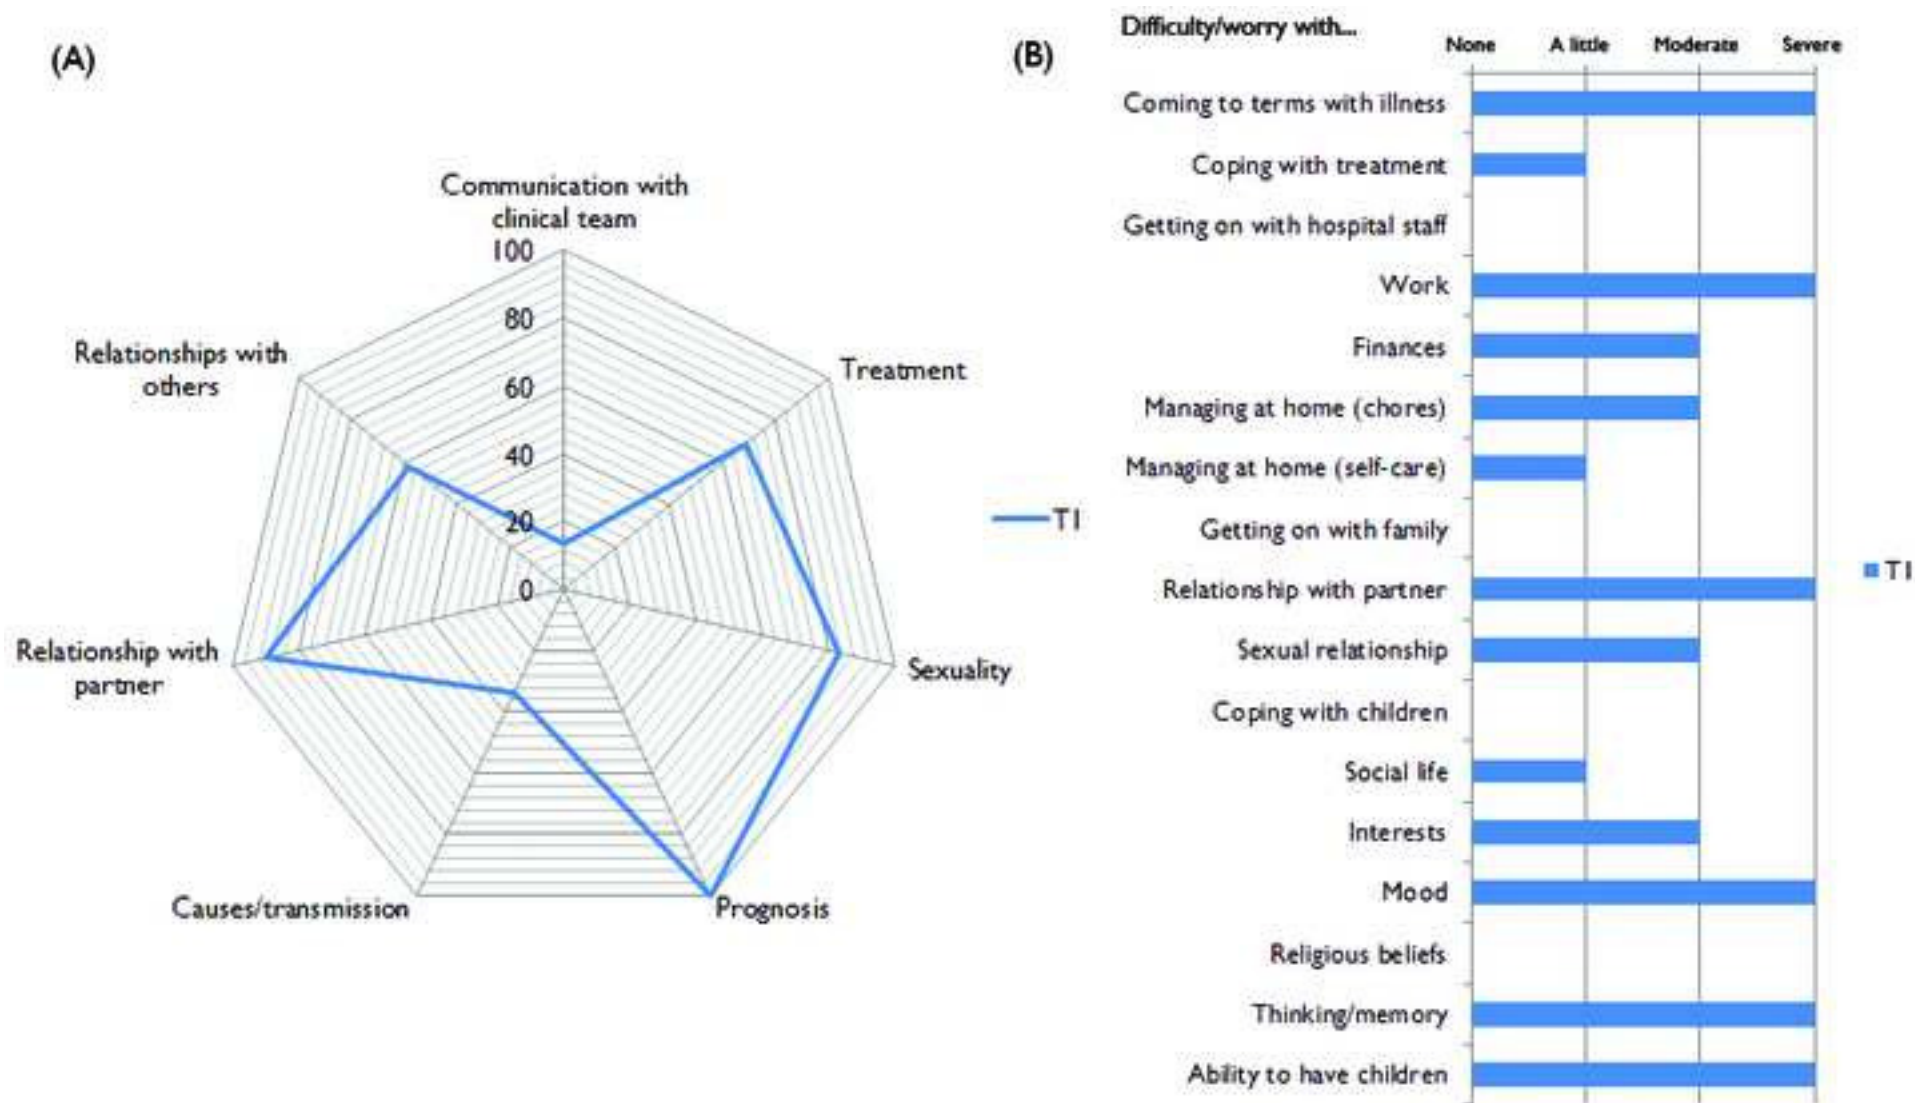 (A)
Communication with
clinical team
100
80
60
40
20
0
Treatment
Sexuality
Prognosis
Causes/transmission
Relationship with
partner
Relationships with
others
T1
(B)
Difficulty/worry with...
None A little Moderate Severe
Coming to terms with illness
Coping with treatment
Getting on with hospital staff
Work
Finances
Managing at home (chores)
Managing at home (self-care)
Getting on with family
Relationship with partner
Sexual relationship
Coping with children
Social life
Interests
Mood
Religious beliefs
Thinking/memory
Ability to have children
T1